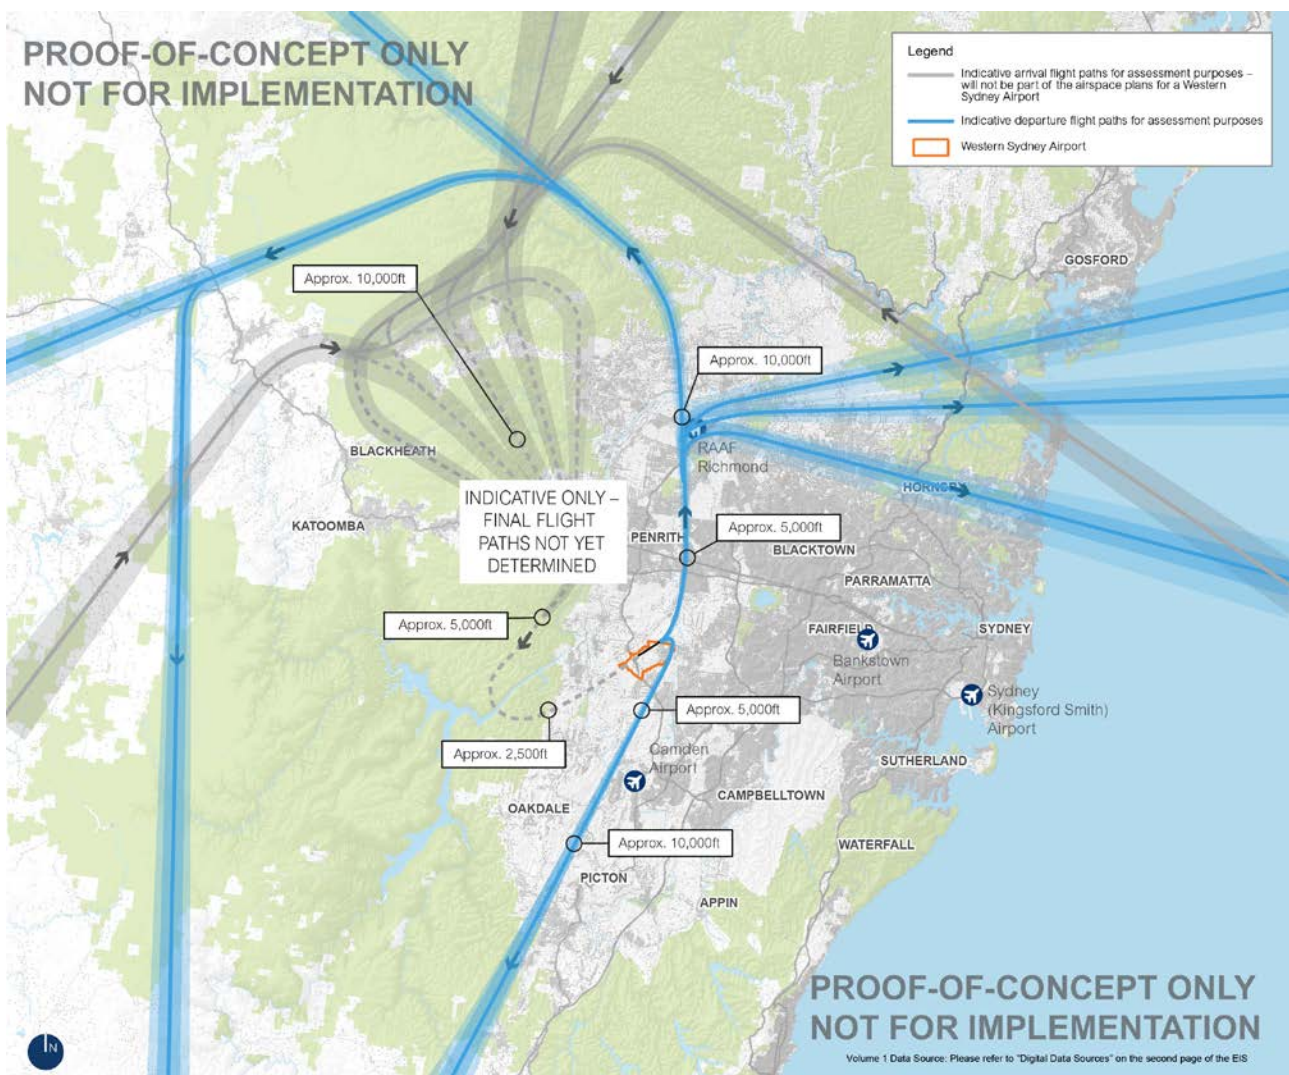 PROOF-OF-CONCEPT ONLY
NOT FOR IMPLEMENTATION
Legend
Indicative arrival flight paths for assessment purposes –
will not be part of the airspace plans for a Western
Sydney Airport
Indicative departure flight paths for assessment purposes
Western Sydney Airport
GOSFORD
Approx. 10,000ft
Approx. 10,000ft
BLACKHEATH
RAAF
Richmond
HORNSBY
KATOOMBA
INDICATIVE ONLY –
FINAL FLIGHT
PATHS NOT YET
DETERMINED
PENRITH
Approx. 5,000ft
BLACKTOWN
PARRAMATTA
Approx. 5,000ft
FAIRFIELD
SYDNEY
Bankstown
Airport
Sydney
(Kingsford Smith)
Airport
Approx. 5,000ft
Approx. 2,500ft
Camden
Airport
SUTHERLAND
OAKDALE
CAMPBELLTOWN
Approx. 10,000ft
WATERFALL
PICTON
APPIN
PROOF-OF-CONCEPT ONLY
NOT FOR IMPLEMENTATION
N
Volume 1 Data Source: Please refer to "Digital Data Sources" on the second page of the EIS